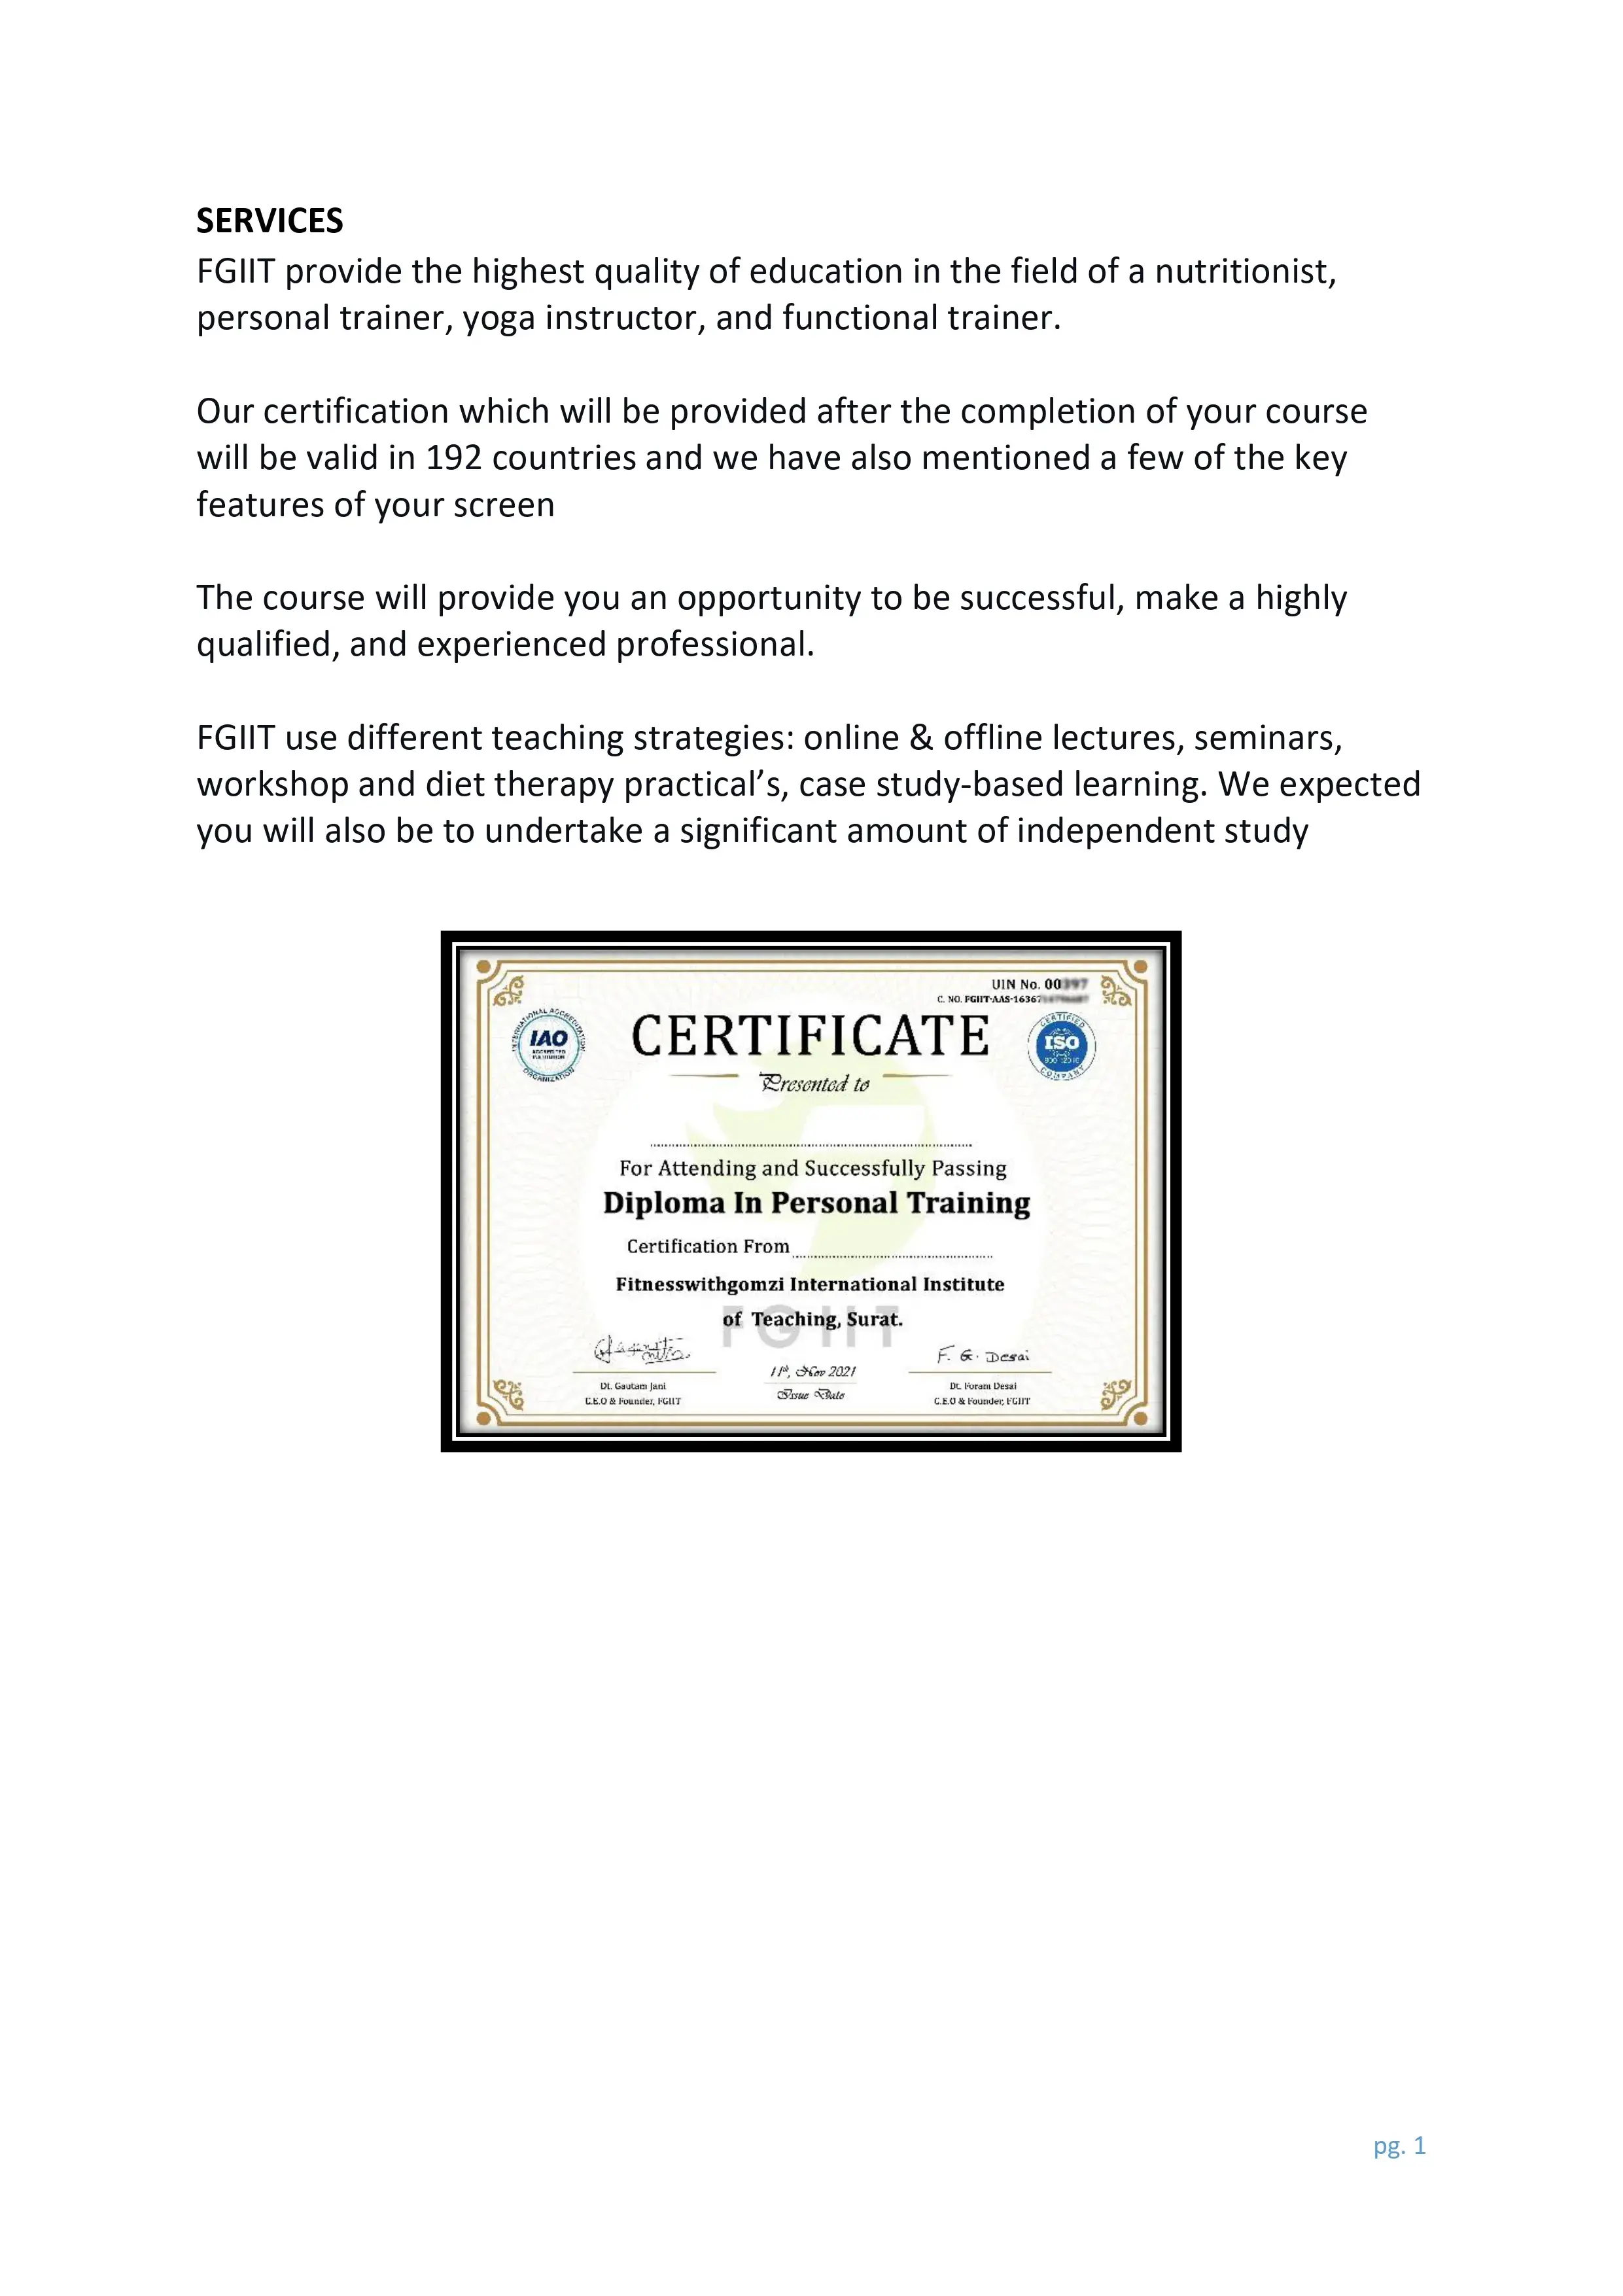 SERVICES
FGIIT provide the highest quality of education in the field of a nutritionist,
personal trainer, yoga instructor, and functional trainer.
Our certification which will be provided after the completion of your course
will be valid in 192 countries and we have also mentioned a few of the key
features of your screen
The course will provide you an opportunity to be successful, make a highly
qualified, and experienced professional.
FGIIT use different teaching strategies: online & offline lectures, seminars,
workshop and diet therapy practical’s, case study-based learning. We expected
you will also be to undertake a significant amount of independent study
UIN No. 00
C. NO. FGIIT-AAS-16367
INTERNATIONAL ACCREDITATION
IAO
ACCREDITED
ORGANIZATION
CERTIFICATE
CERTIFIED
ISO
COMPANY
Presented to
For Attending and Successfully Passing
Diploma In Personal Training
Certification From
Fitnesswithgomzi International Institute
of Teaching, Surat.
FGIIT
F. G. Desai
11th, Nov 2021
Issue Date
Dt. Gautam Jani
C.E.O & Founder, FGIIT
Dt. Foram Desai
C.E.O & Founder, FGIIT
pg. 1